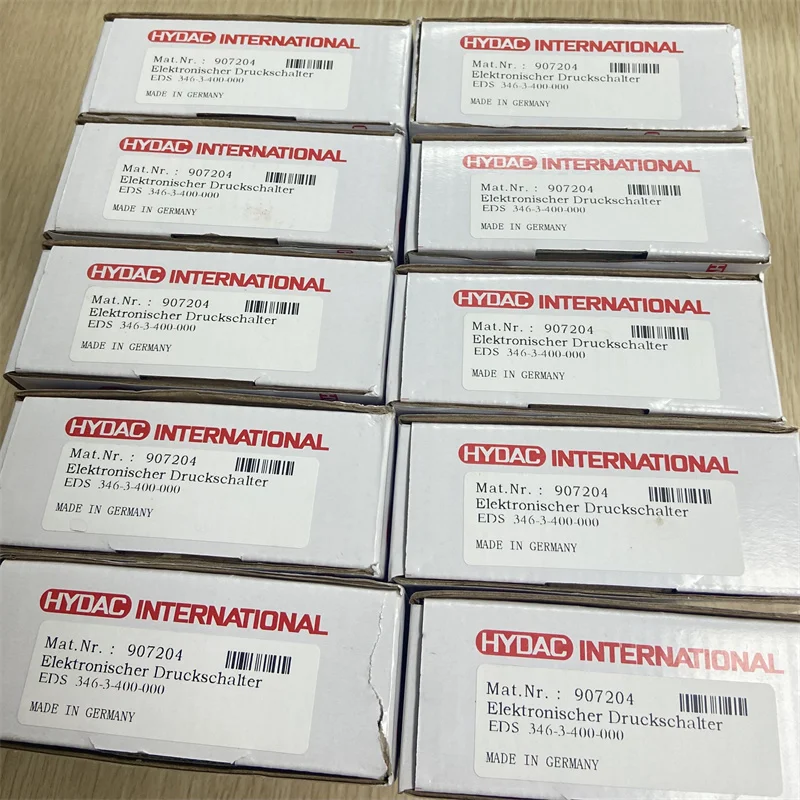 HYDAC INTERNATIONAL
Mat.Nr. : 907204
Elektronischer Druckschalter
EDS 346-3-400-000
MADE IN GERMANY
HYDAC INTERNATIONAL
Mat.Nr. : 907204
Elektronischer Druckschalter
EDS 346-3-400-000
MADE IN GERMANY
HYDAC INTERNATIONAL
Mat.Nr. : 907204
Elektronischer Druckschalter
EDS 346-3-400-000
MADE IN GERMANY
HYDAC INTERNATIONAL
Mat.Nr. : 907204
Elektronischer Druckschalter
EDS 346-3-400-000
MADE IN GERMANY
HYDAC INTERNATIONAL
Mat.Nr. : 907204
Elektronischer Druckschalter
EDS 346-3-400-000
MADE IN GERMANY
HYDAC INTERNATIONAL
Mat.Nr. : 907204
Elektronischer Druckschalter
EDS 346-3-400-000
MADE IN GERMANY
HYDAC INTERNATIONAL
Mat.Nr. : 907204
Elektronischer Druckschalter
EDS 346-3-400-000
MADE IN GERMANY
HYDAC INTERNATIONAL
Mat.Nr. : 907204
Elektronischer Druckschalter
EDS 346-3-400-000
MADE IN GERMANY
HYDAC INTERNATIONAL
Mat.Nr. : 907204
Elektronischer Druckschalter
EDS 346-3-400-000
MADE IN GERMANY
HYDAC INTERNATIONAL
Mat.Nr. : 907204
Elektronischer Druckschalter
EDS 346-3-400-000
MADE IN GERMANY